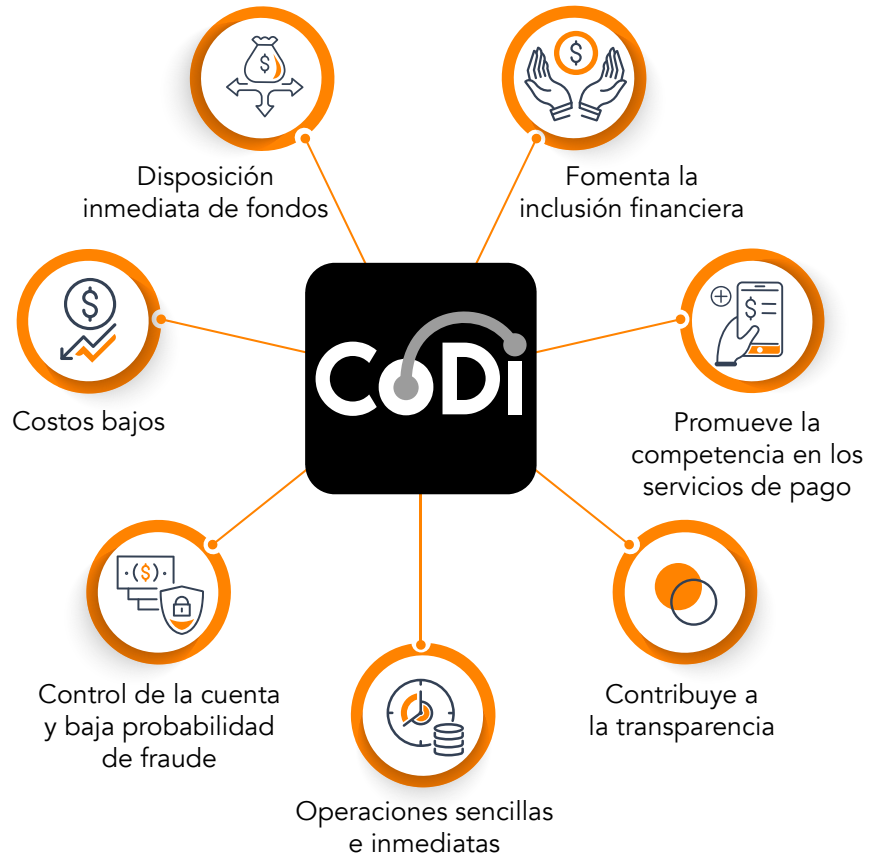 Disposición
inmediata de fondos
Fomenta la
inclusión financiera
CoDi
Costos bajos
Promueve la
competencia en los
servicios de pago
Control de la cuenta
y baja probabilidad
de fraude
Contribuye a
la transparencia
Operaciones sencillas
e inmediatas